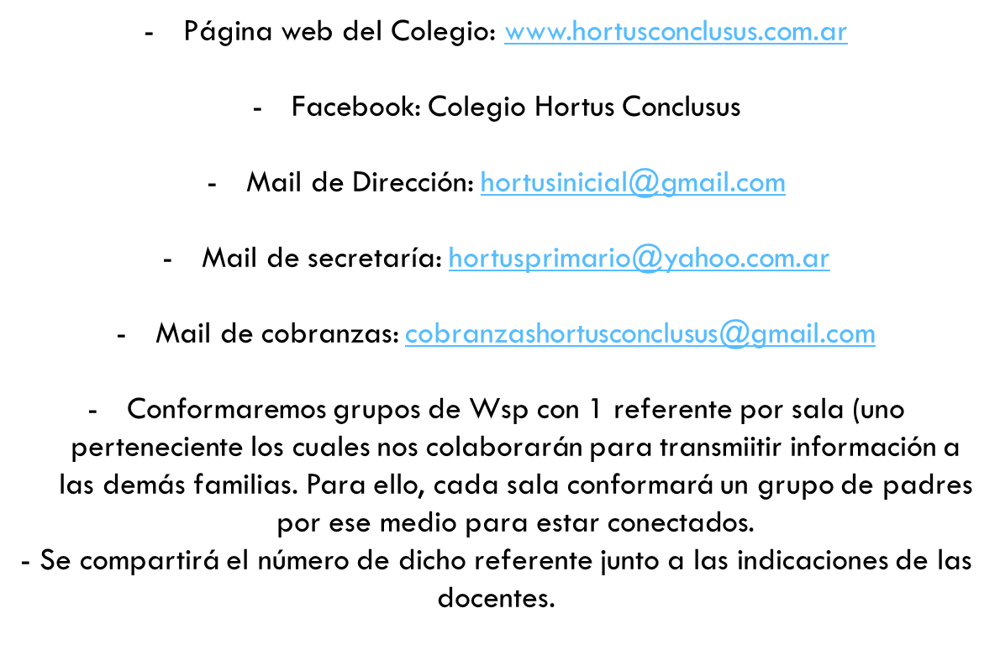 - Página web del Colegio: www.hortusconclusus.com.ar
- Facebook: Colegio Hortus Conclusus
- Mail de Dirección: hortusinicial@gmail.com
- Mail de secretaría: hortusprimario@yahoo.com.ar
- Mail de cobranzas: cobranzashortusconclusus@gmail.com
- Conformaremos grupos de Wsp con 1 referente por sala (uno
perteneciente los cuales nos colaborarán para transmiitir información a
las demás familias. Para ello, cada sala conformará un grupo de padres
por ese medio para estar conectados.
- Se compartirá el número de dicho referente junto a las indicaciones de las
docentes.